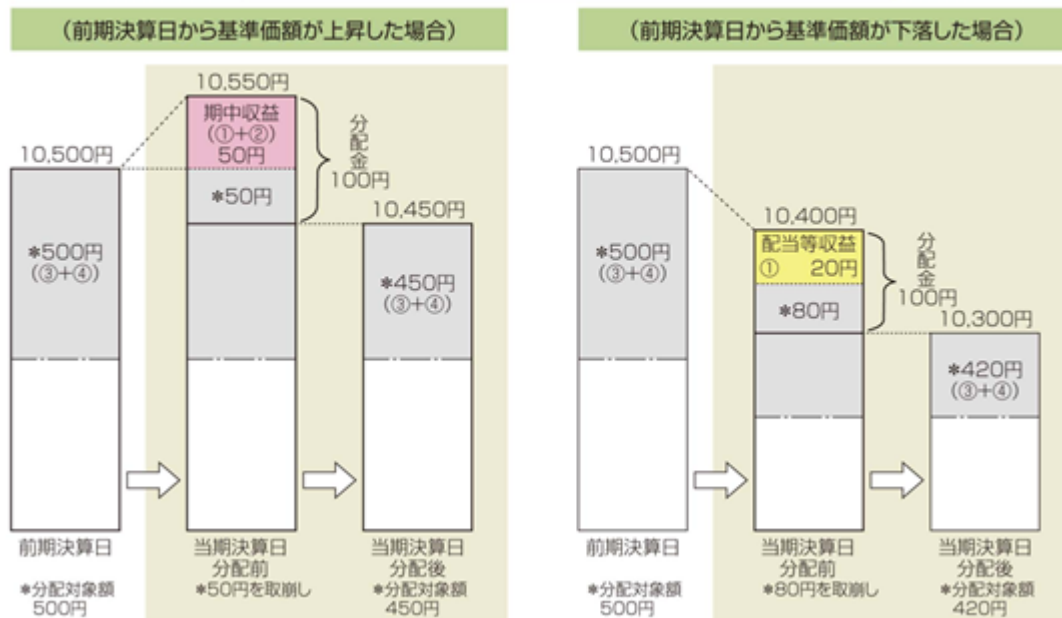 （前期決算日から基準価額が上昇した場合）
10,550円
期中収益
（①+②）
50円
分配金
100円
10,500円
*50円
10,450円
*500円
（③+④）
*450円
（③+④）
前期決算日
当期決算日
分配前
当期決算日
分配後
*分配対象額
500円
*50円を取崩し
*分配対象額
450円
（前期決算日から基準価額が下落した場合）
10,500円
10,400円
配当等収益
① 20円
分配金
100円
*80円
10,300円
*500円
（③+④）
*420円
（③+④）
前期決算日
当期決算日
分配前
当期決算日
分配後
*分配対象額
500円
*80円を取崩し
*分配対象額
420円